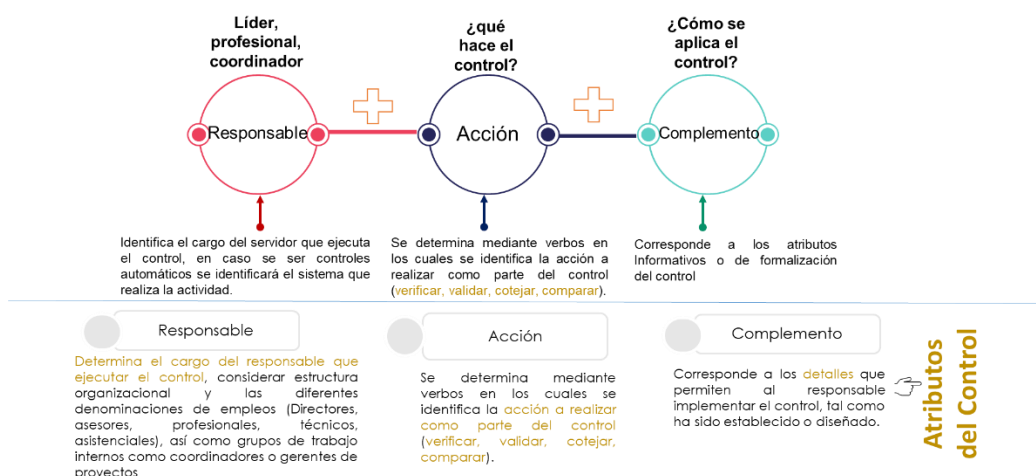 Líder,
profesional,
coordinador
¿qué
hace el
control?
¿Cómo se
aplica el
control?
Responsable
Acción
Complemento
Identifica el cargo del servidor que ejecuta
el control, en caso se ser controles
automáticos se identificará el sistema que
realiza la actividad.
Se determina mediante verbos en
los cuales se identifica la acción a
realizar como parte del control
(verificar, validar, cotejar, comparar).
Corresponde a los atributos
Informativos o de formalización
del control
Responsable
Determina el cargo del responsable que
ejecutar el control, considerar estructura
organizacional y las diferentes
denominaciones de empleos (Directores,
asesores, profesionales, técnicos,
asistenciales), así como grupos de trabajo
internos como coordinadores o gerentes de
proyectos
Acción
Se determina mediante
verbos en los cuales se
identifica la acción a realizar
como parte del control
(verificar, validar, cotejar,
comparar).
Complemento
Corresponde a los detalles que
permiten al responsable
implementar el control, tal como
ha sido establecido o diseñado.
Atributos
del Control